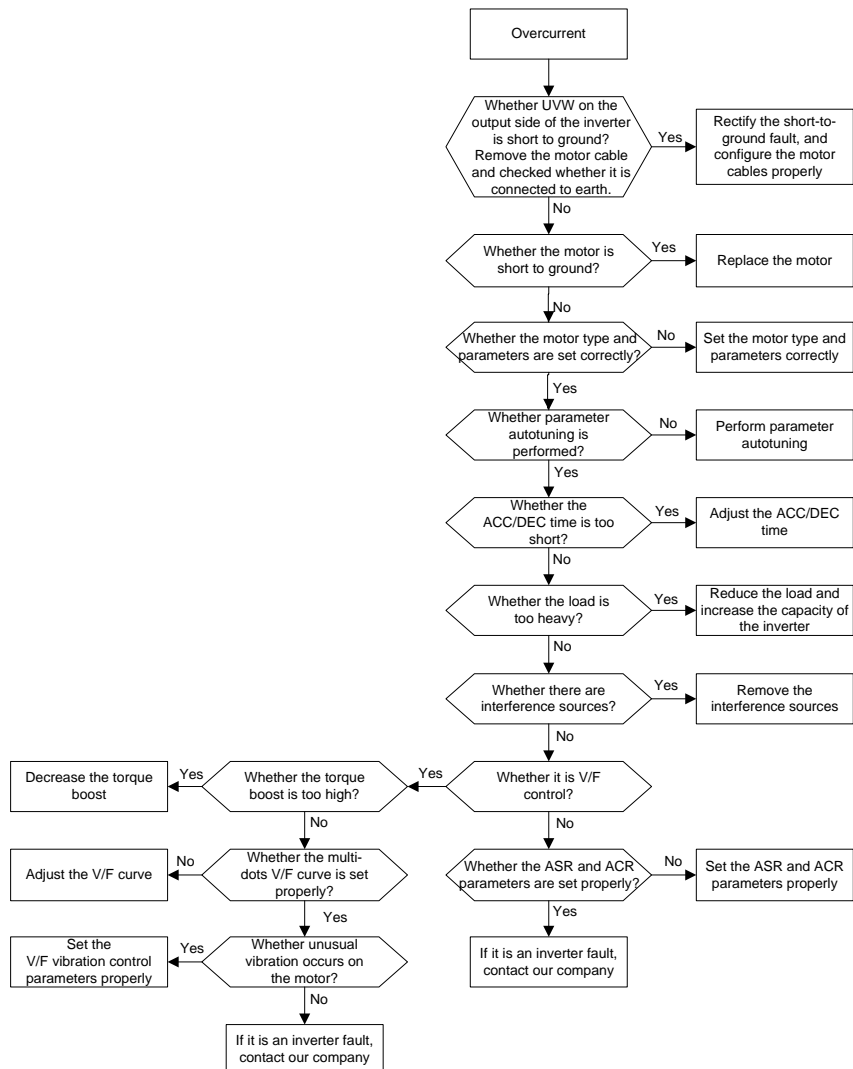 Overcurrent
Whether UVW on the
output side of the inverter
is short to ground?
Remove the motor cable
and checked whether it is
connected to earth.
Yes
Rectify the short-to-
ground fault, and
configure the motor
cables properly
No
Whether the motor is
short to ground?
Yes
Replace the motor
No
Whether the motor type and
parameters are set correctly?
No
Set the motor type and
parameters correctly
Yes
Whether parameter
autotuning is
performed?
No
Perform parameter
autotuning
Yes
Whether the
ACC/DEC time is too
short?
Yes
Adjust the ACC/DEC
time
No
Whether the load is
too heavy?
Yes
Reduce the load and
increase the capacity of
the inverter
No
Whether there are
interference sources?
Yes
Remove the
interference sources
No
Whether it is V/F
control?
Yes
Whether the torque
boost is too high?
Yes
Decrease the torque
boost
No
Whether the multi-
dots V/F curve is set
properly?
No
Adjust the V/F curve
Yes
Whether unusual
vibration occurs on
the motor?
Yes
Set the
V/F vibration control
parameters properly
No
If it is an inverter fault,
contact our company
No
Whether the ASR and ACR
parameters are set properly?
No
Set the ASR and ACR
parameters properly
Yes
If it is an inverter fault,
contact our company